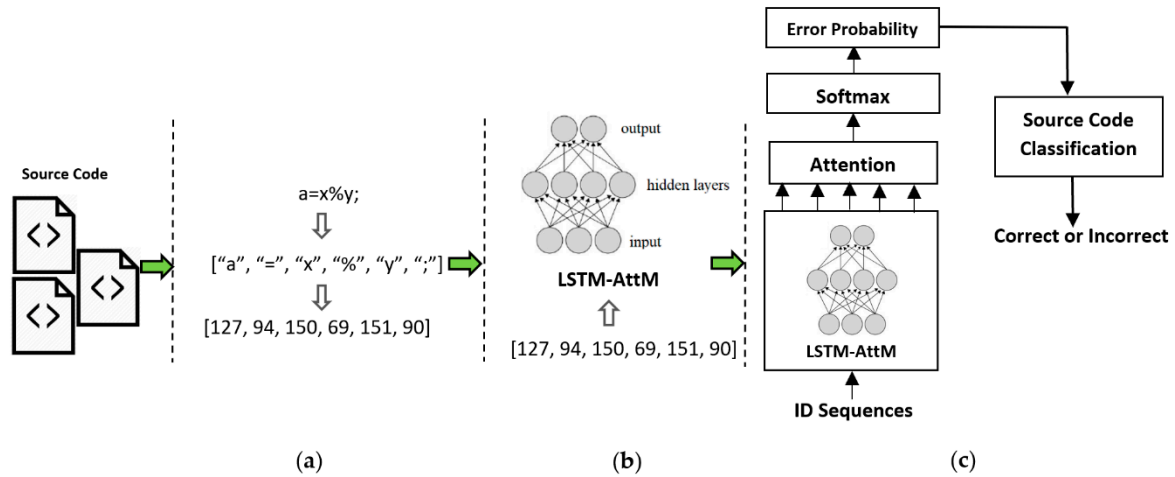 Source Code
<>
<>
<>
a=x%y;
[“a”, “=”, “x”, “%”, “y”, “;”]
[127, 94, 150, 69, 151, 90]
(a)
output
hidden layers
input
LSTM-AttM
[127, 94, 150, 69, 151, 90]
(b)
Error Probability
Softmax
Attention
LSTM-AttM
ID Sequences
Source Code
Classification
Correct or Incorrect
(c)